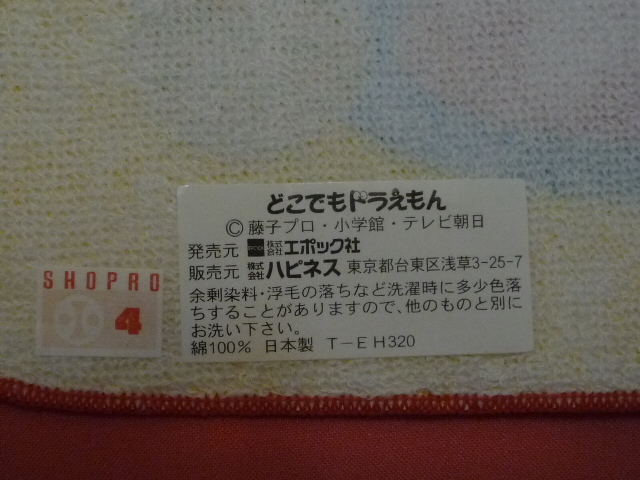 どこでもドラえもん
©藤子プロ・小学館・テレビ朝日
発売元 EPOCH 株式会社エポック社
販売元 株式会社ハピネス 東京都台東区浅草3-25-7
余剰染料・浮毛の落ちなど洗濯時に多少色落
ちすることがありますので、他のものと別に
お洗い下さい。
綿100% 日本製 T-EH320
SHOPRO
4